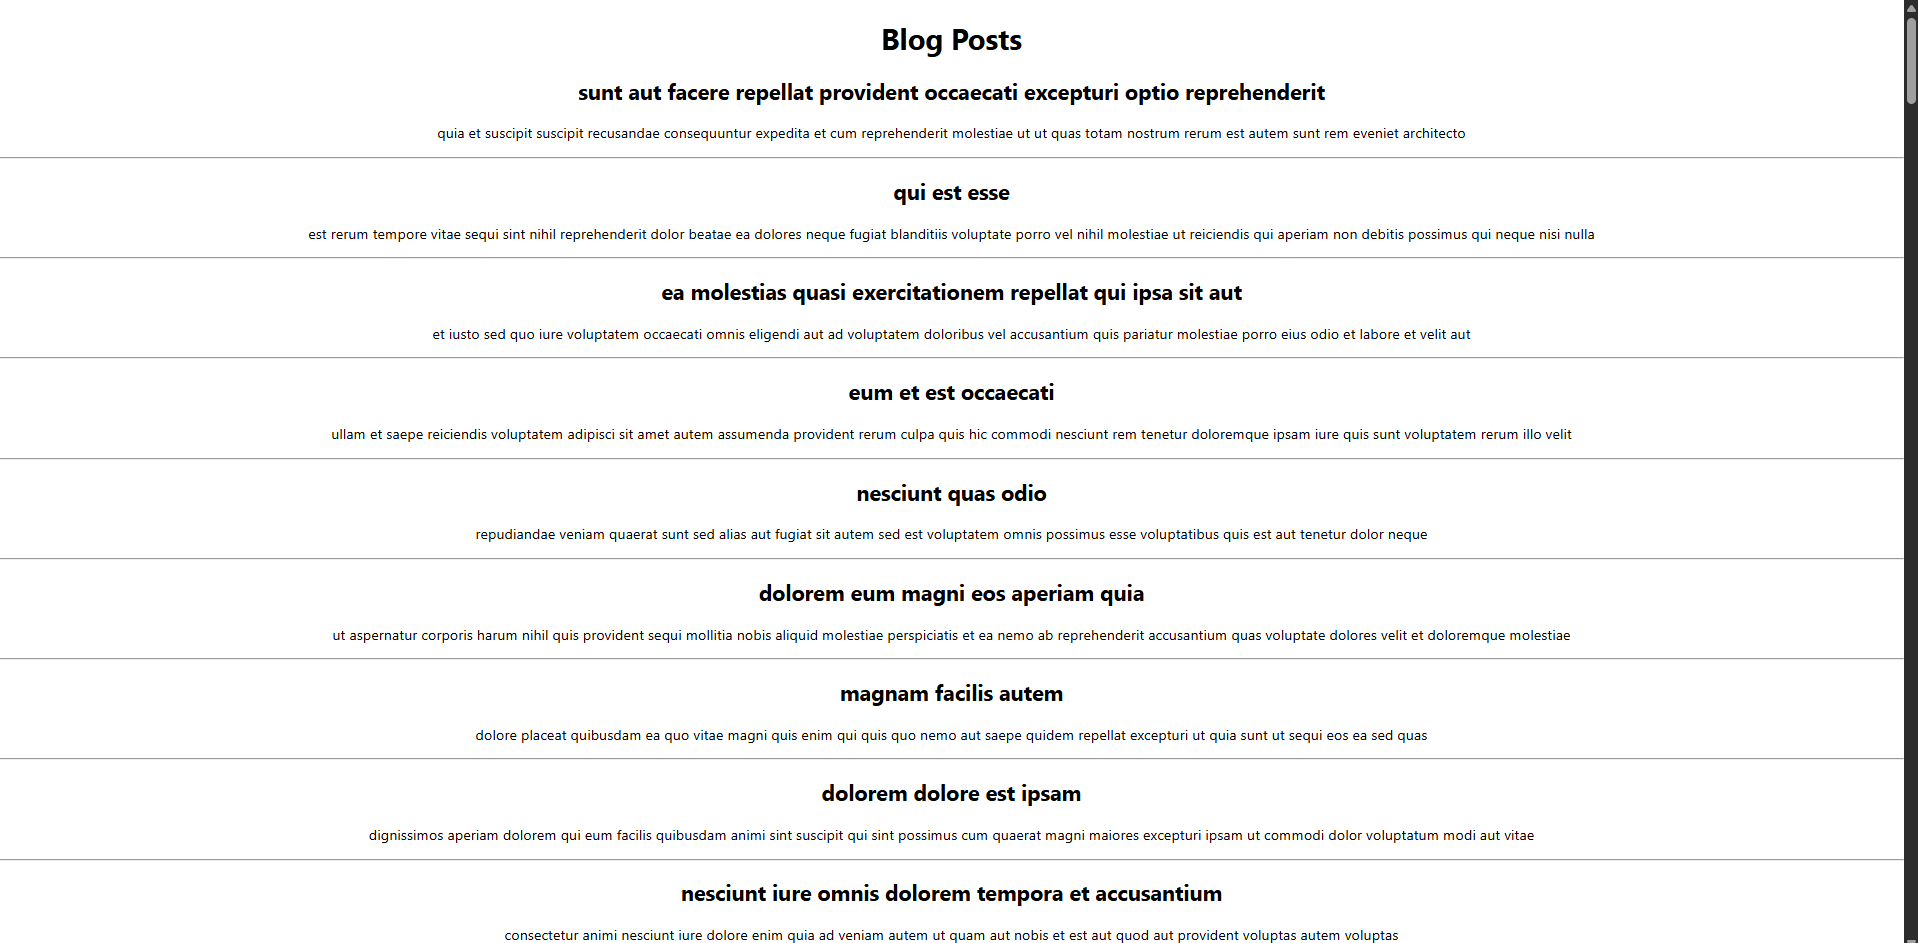 Blog Posts
sunt aut facere repellat provident occaecati excepturi optio reprehenderit
quia et suscipit suscipit recusandae consequuntur expedita et cum reprehenderit molestiae ut ut quas totam nostrum rerum est autem sunt rem eveniet architecto
qui est esse
est rerum tempore vitae sequi sint nihil reprehenderit dolor beatae ea dolores neque fugiat blanditiis voluptate porro vel nihil molestiae ut reiciendis qui aperiam non debitis possimus qui neque nisi nulla
ea molestias quasi exercitationem repellat qui ipsa sit aut
et iusto sed quo iure voluptatem occaecati omnis eligendi aut ad voluptatem doloribus vel accusantium quis pariatur molestiae porro eius odio et labore et velit aut
eum et est occaecati
ullam et saepe reiciendis voluptatem adipisci sit amet autem assumenda provident rerum culpa quis hic commodi nesciunt rem tenetur doloremque ipsam iure quis sunt voluptatem rerum illo velit
nesciunt quas odio
repudiandae veniam quaerat sunt sed alias aut fugiat sit autem sed est voluptatem omnis possimus esse voluptatibus quis est aut tenetur dolor neque
dolorem eum magni eos aperiam quia
ut aspernatur corporis harum nihil quis provident sequi mollitia nobis aliquid molestiae perspiciatis et ea nemo ab reprehenderit accusantium quas voluptate dolores velit et doloremque molestiae
magnam facilis autem
dolore placeat quibusdam ea quo vitae magni quis enim qui quis quo nemo aut saepe quidem repellat excepturi ut quia sunt ut sequi eos ea sed quas
dolorem dolore est ipsam
dignissimos aperiam dolorem qui eum facilis quibusdam animi sint suscipit qui sint possimus cum quaerat magni maiores excepturi ipsam ut commodi dolor voluptatum modi aut vitae
nesciunt iure omnis dolorem tempora et accusantium
consectetur animi nesciunt iure dolore enim quia ad veniam autem ut quam aut nobis et est aut quod aut provident voluptas autem voluptas